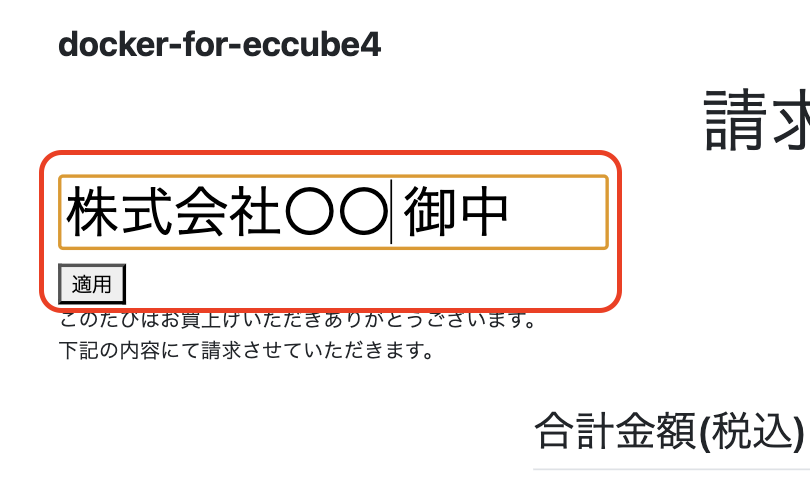 docker-for-eccube4
請求
株式会社〇〇 御中
適用
このたびはお買上げいただきありがとうございます。
下記の内容にて請求させていただきます。
合計金額(税込)